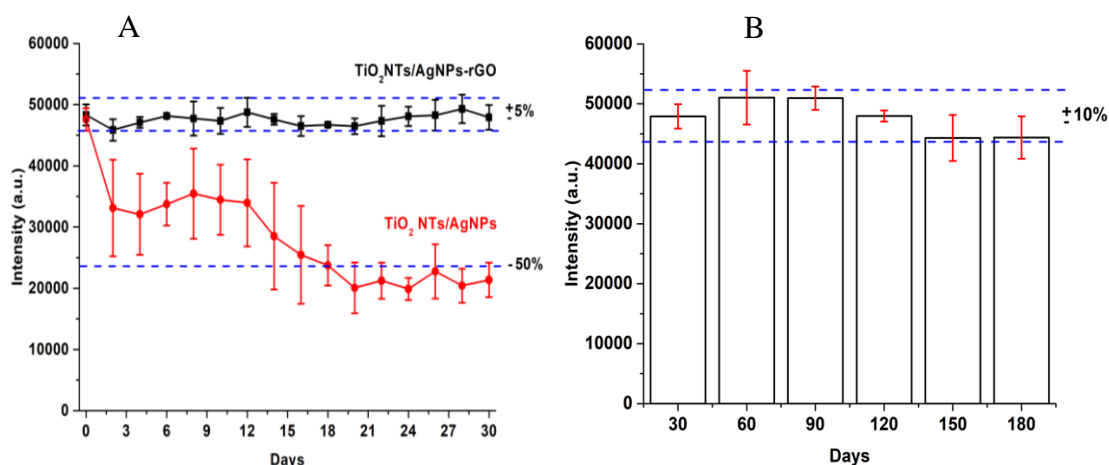 A
B
60000
50000
40000
30000
20000
10000
0
Intensity (a.u.)
TiO2NTs/AgNPs-rGO
±5%
TiO2 NTs/AgNPs
-50%
0 3 6 9 12 15 18 21 24 27 30
Days
60000
50000
40000
30000
20000
10000
0
Intensity (a.u.)
±10%
30 60 90 120 150 180
Days